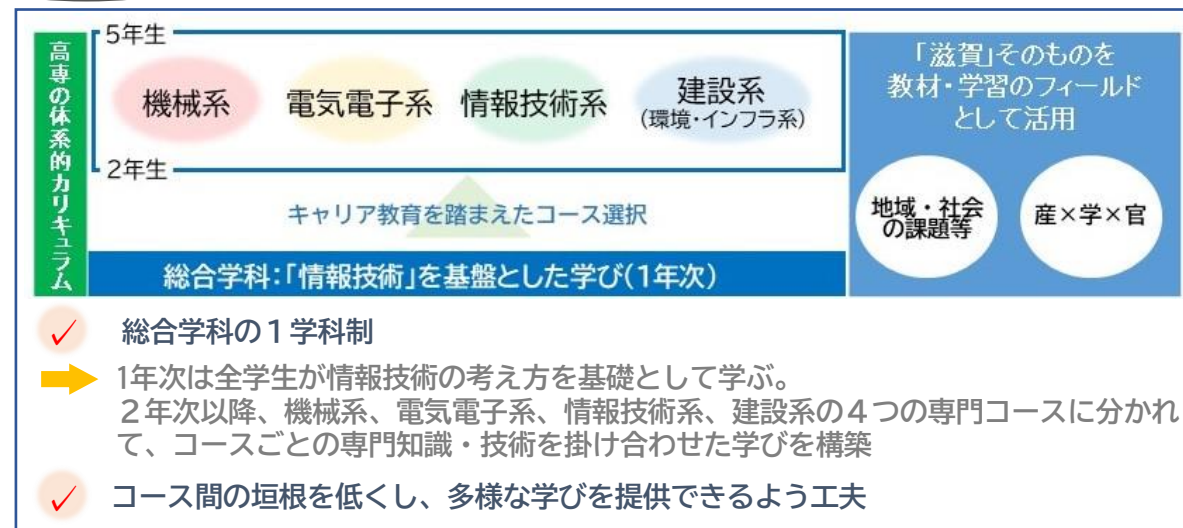 高専の体系的カリキュラム
5年生
機械系
電気電子系
情報技術系
建設系
(環境・インフラ系)
2年生
キャリア教育を踏まえたコース選択
総合学科:「情報技術」を基盤とした学び(1年次)
「滋賀」そのものを
教材・学習のフィールド
として活用
地域・社会
の課題等
産×学×官
✓ 総合学科の1学科制
1年次は全学生が情報技術の考え方を基礎として学ぶ。
2年次以降、機械系、電気電子系、情報技術系、建設系の4つの専門コースに分かれ
て、コースごとの専門知識・技術を掛け合わせた学びを構築
✓ コース間の垣根を低くし、多様な学びを提供できるよう工夫